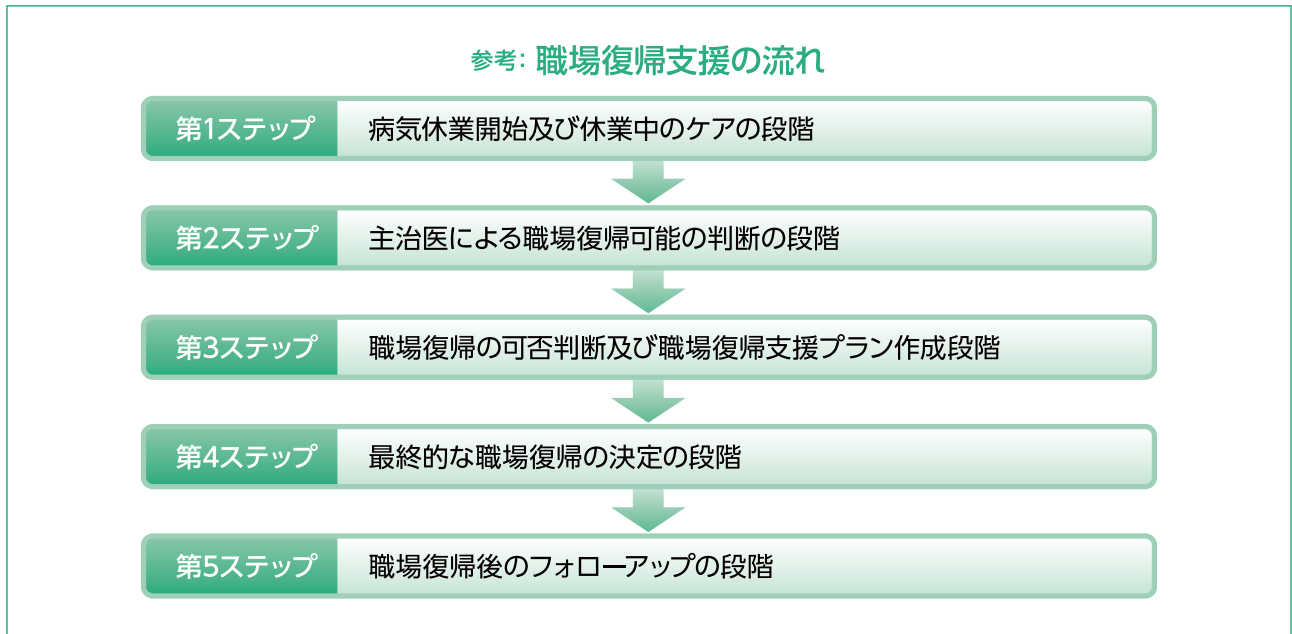 参考: 職場復帰支援の流れ
第1ステップ 病気休業開始及び休業中のケアの段階
第2ステップ 主治医による職場復帰可能の判断の段階
第3ステップ 職場復帰の可否判断及び職場復帰支援プラン作成段階
第4ステップ 最終的な職場復帰の決定の段階
第5ステップ 職場復帰後のフォローアップの段階